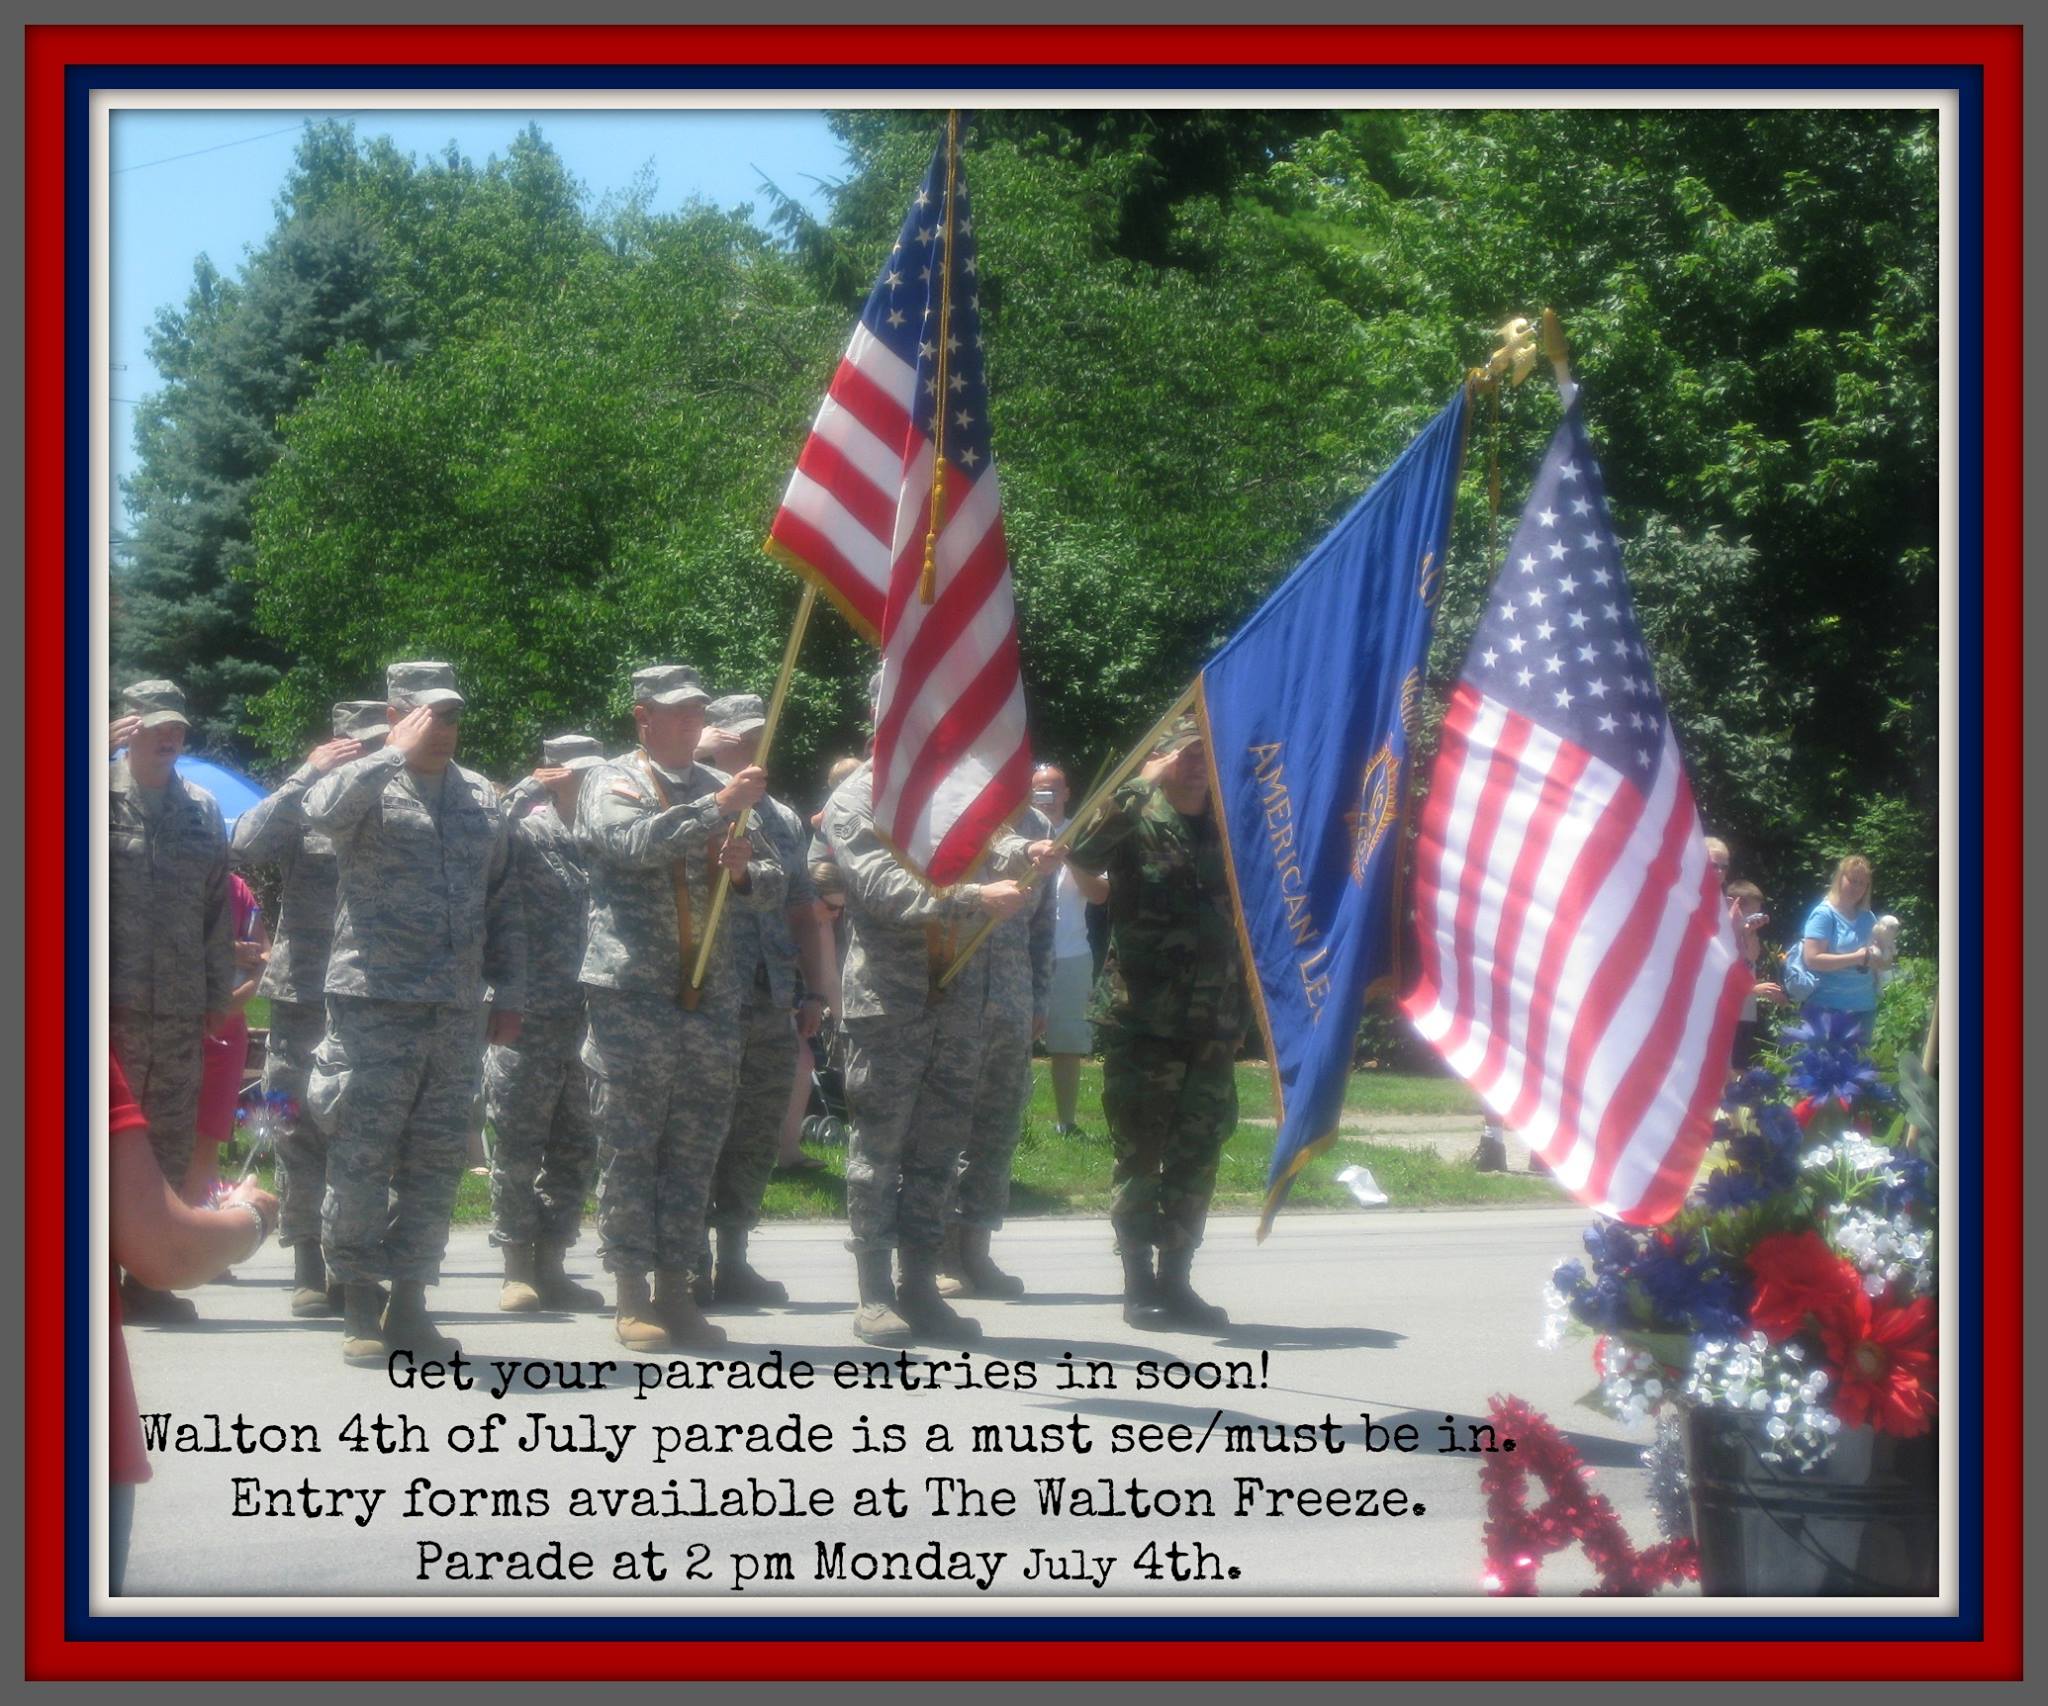 AMERICAN
Get your parade entries in soon!
Walton 4th of July parade is a must see/must be in.
Entry forms available at The Walton Freeze.
Parade at 2 pm Monday July 4th.